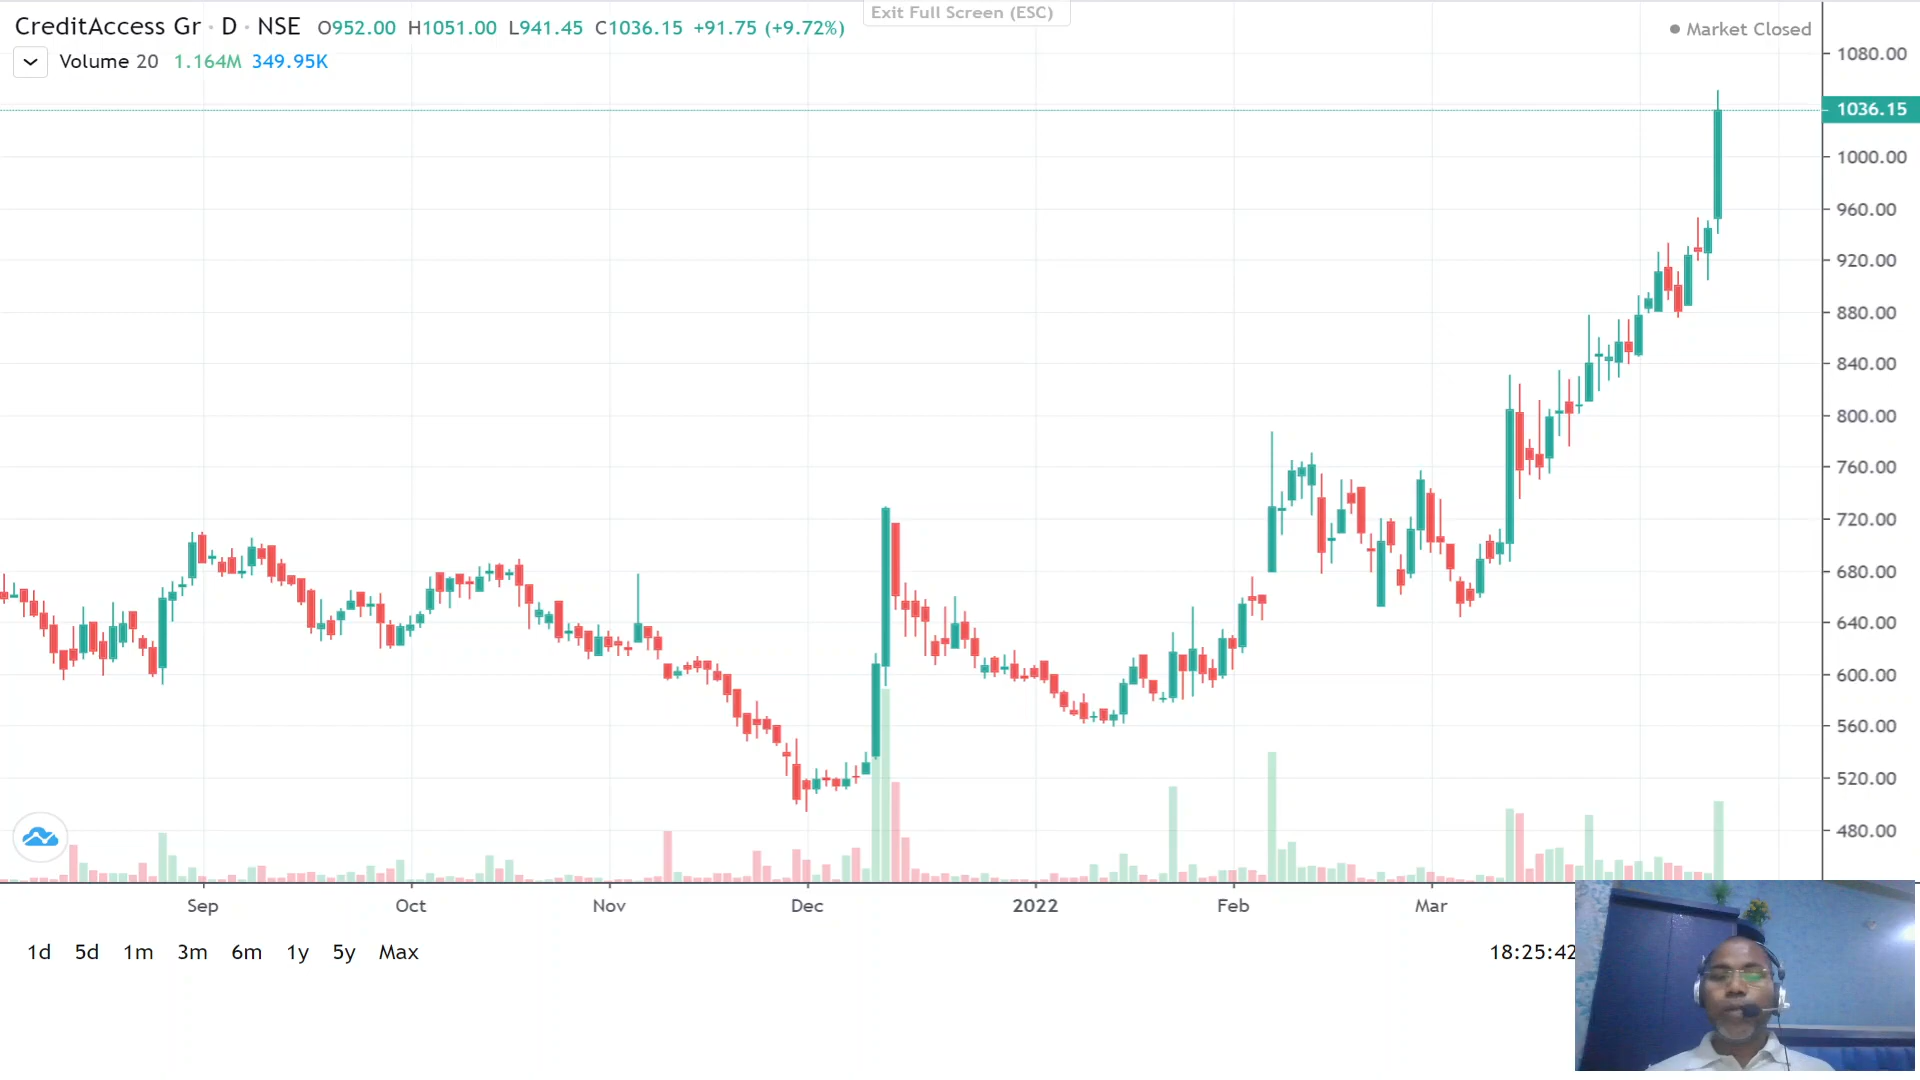 Exit Full Screen (ESC)
CreditAccess Gr · D · NSE O952.00 H1051.00 L941.45 C1036.15 +91.75 (+9.72%)
Market Closed
Volume 20 1.164M 349.95K
1080.00
1036.15
1000.00
960.00
920.00
880.00
840.00
800.00
760.00
720.00
680.00
640.00
600.00
560.00
520.00
480.00
Sep Oct Nov Dec 2022 Feb Mar
1d 5d 1m 3m 6m 1y 5y Max 18:25:42